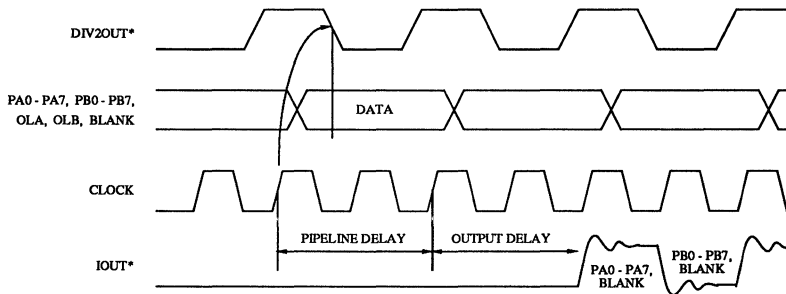 DIV2OUT*
PA0 - PA7, PB0 - PB7,
OLA, OLB, BLANK
DATA
CLOCK
PIPELINE DELAY
OUTPUT DELAY
IOUT*
PA0 - PA7,
BLANK
PB0 - PB7,
BLANK